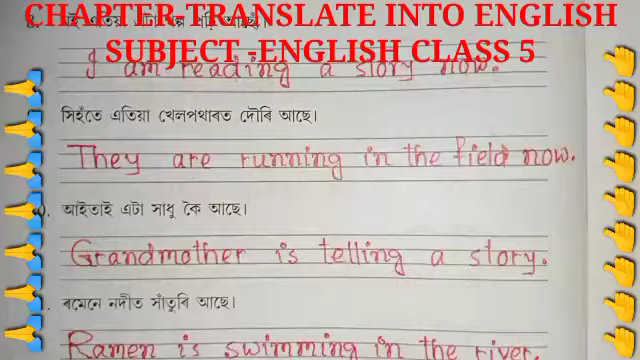 CHAPTER-TRANSLATE INTO ENGLISH
SUBJECT -ENGLISH CLASS 5
I am reading a story now.
সিহঁতে এতিয়া খেলপথাৰত দৌৰি আছে।
They are running in the field now.
আইতাই এটা সাধু কৈ আছে।
Grandmother is telling a story.
ৰমেনে নদীত সাঁতুৰি আছে।
Ramen is swimming in the river.